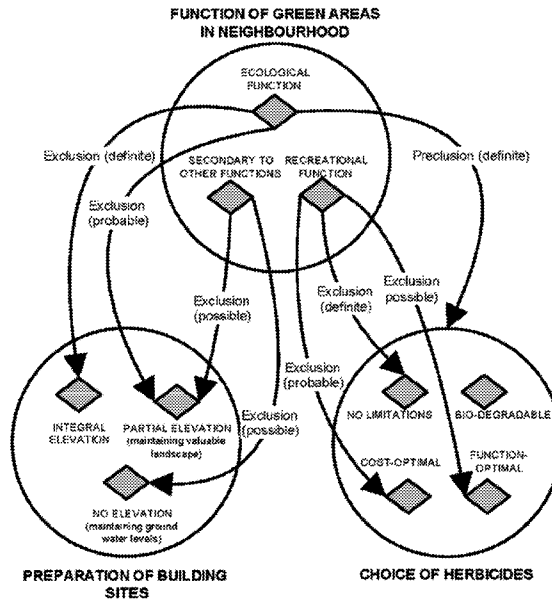 FUNCTION OF GREEN AREAS
IN NEIGHBOURHOOD
ECOLOGICAL
FUNCTION
Exclusion (definite)
SECONDARY TO
OTHER FUNCTIONS
RECREATIONAL
FUNCTION
Preclusion (definite)
Exclusion
(probable)
Exclusion
(possible)
Exclusion
(definite)
Exclusion
possible)
Exclusion
(probable)
INTEGRAL
ELEVATION
PARTIAL ELEVATION
(maintaining valuable
landscape)
Exclusion
(possible)
NO LIMITATIONS
BIO-DEGRADABLE
COST-OPTIMAL
FUNCTION-
OPTIMAL
NO ELEVATION
(maintaining ground
water levels)
PREPARATION OF BUILDING
SITES
CHOICE OF HERBICIDES